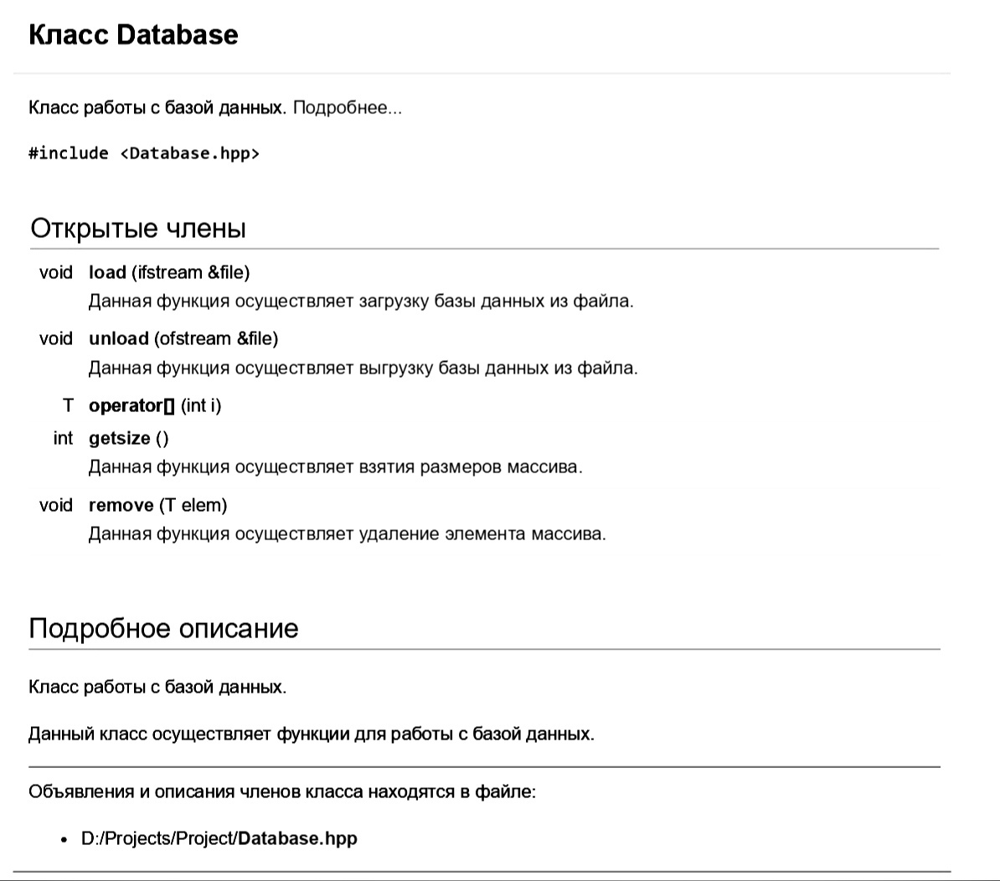 Класс Database
Класс работы с базой данных. Подробнее...
#include <Database.hpp>
Открытые члены
void load (ifstream &file)
Данная функция осуществляет загрузку базы данных из файла.
void unload (ofstream &file)
Данная функция осуществляет выгрузку базы данных из файла.
T operator[] (int i)
int getsize ()
Данная функция осуществляет взятия размеров массива.
void remove (T elem)
Данная функция осуществляет удаление элемента массива.
Подробное описание
Класс работы с базой данных.
Данный класс осуществляет функции для работы с базой данных.
Объявления и описания членов класса находятся в файле:
• D:/Projects/Project/Database.hpp